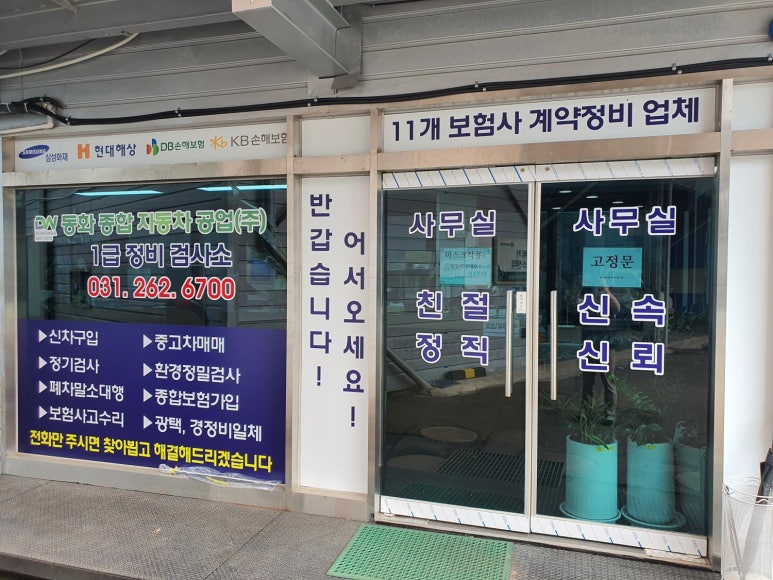 SAMSUNG 삼성화재 현대해상 DB손해보험 KB손해보험
11개 보험사 계약정비 업체
동화 종합 자동차 공업(주)
1급 정비 검사소
031. 262. 6700
▶신차구입
▶정기검사
▶폐차말소대행
▶보험사고수리
▶중고차매매
▶환경정밀검사
▶종합보험가입
▶광택, 경정비일체
전화만 주시면 찾아뵙고 해결해드리겠습니다
반갑습니다!
어서오세요!
사무실
마스크착용
친절
정직
사무실
고정문
신속
신뢰